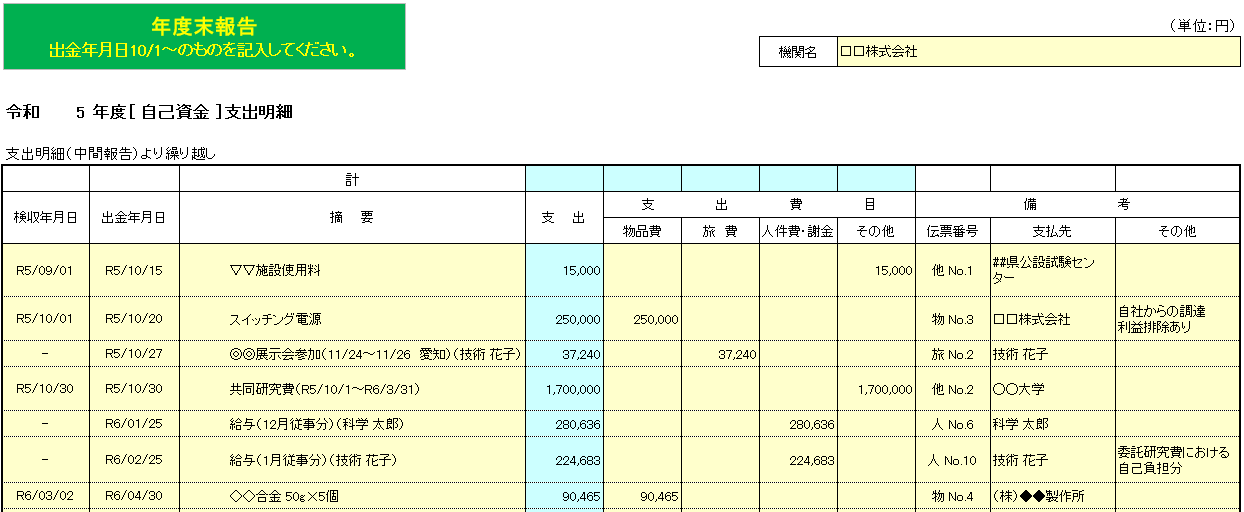 年度末報告
出金年月日10/1～のものを記入してください。
（単位：円）
機関名 □□株式会社
令和 5 年度［ 自己資金 ］支出明細
支出明細（中間報告）より繰り越し
計
検収年月日 出金年月日 摘 要 支 出 支 出 費 目 備 考
物品費 旅 費 人件費・謝金 その他 伝票番号 支払先 その他
R5/09/01 R5/10/15 ▽▽施設使用料 15,000 15,000 他 No.1 ##県公設試験セン
ター
R5/10/01 R5/10/20 スイッチング電源 250,000 250,000 物 No.3 □□株式会社 自社からの調達
利益排除あり
- R5/10/27 ◎◎展示会参加（11/24～11/26 愛知）（技術 花子） 37,240 37,240 旅 No.2 技術 花子
R5/10/30 R5/10/30 共同研究費（R5/10/1～R6/3/31） 1,700,000 1,700,000 他 No.2 〇〇大学
- R6/01/25 給与（12月従事分）（科学 太郎） 280,636 280,636 人 No.6 科学 太郎
- R6/02/25 給与（1月従事分）（技術 花子） 224,683 224,683 人 No.10 技術 花子 委託研究費における
自己負担分
R6/03/02 R6/04/30 ◇◇合金 50g×5個 90,465 90,465 物 No.4 （株）◆◆製作所